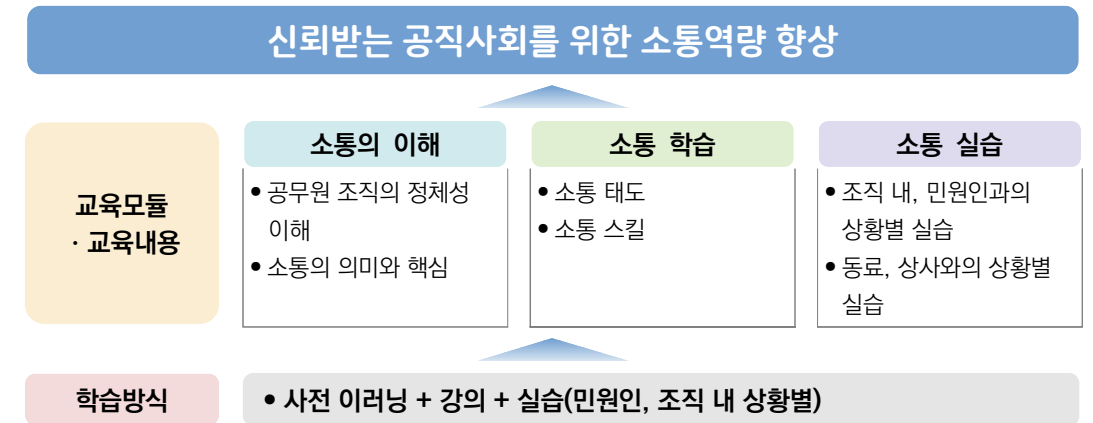 신뢰받는 공직사회를 위한 소통역량 향상
교육모듈
· 교육내용
소통의 이해
• 공무원 조직의 정체성
이해
• 소통의 의미와 핵심
소통 학습
• 소통 태도
• 소통 스킬
소통 실습
• 조직 내, 민원인과의
상황별 실습
• 동료, 상사와의 상황별
실습
학습방식
• 사전 이러닝 + 강의 + 실습(민원인, 조직 내 상황별)